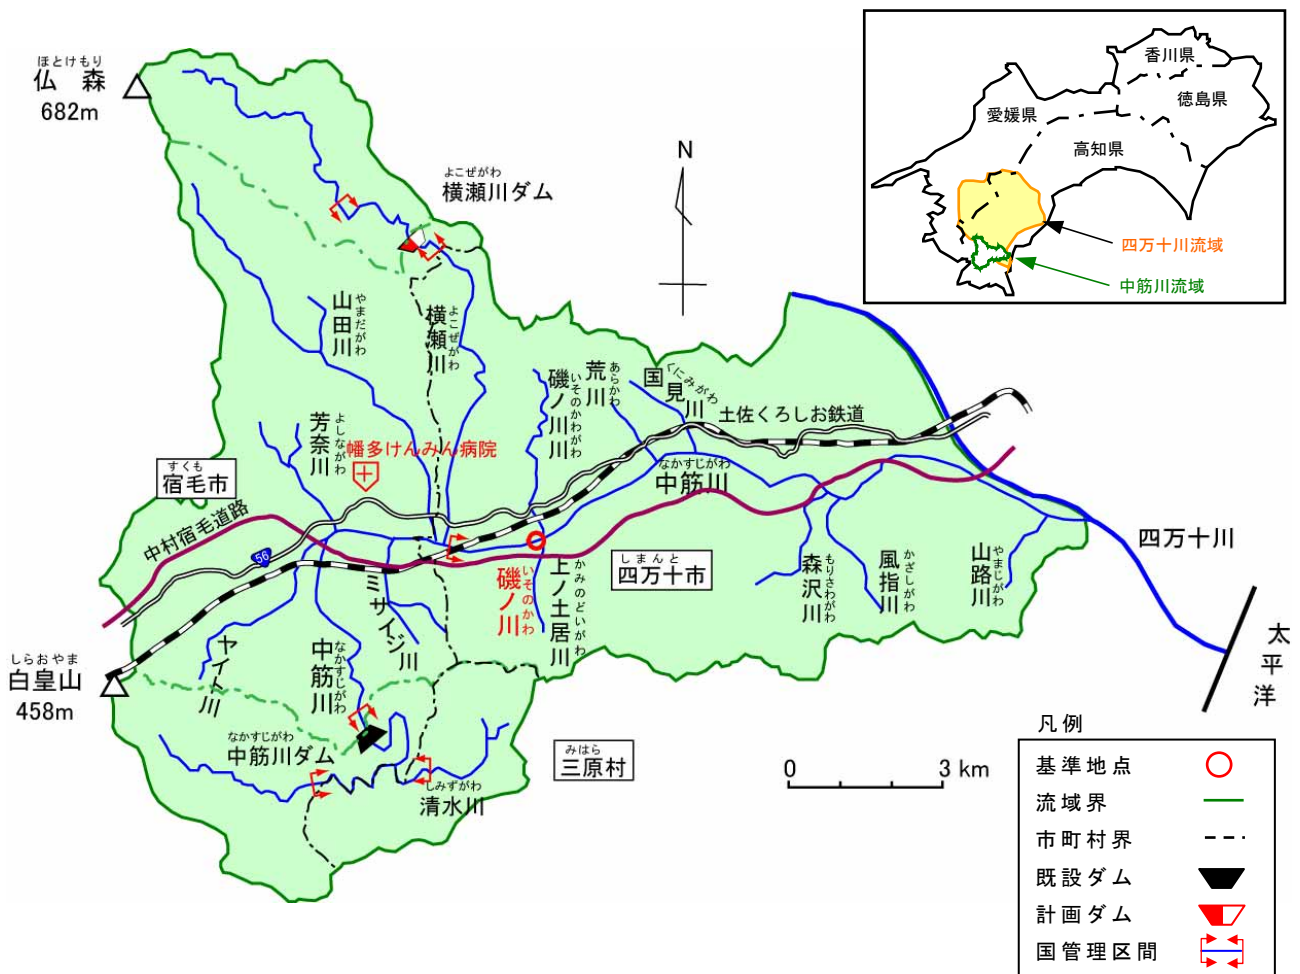 ほとけもり
仏森
682m
よこぜがわ
横瀬川ダム
N
香川県
徳島県
愛媛県
高知県
四万十川流域
中筋川流域
山田川
やまだがわ
横瀬川
よこぜがわ
芳奈川
よしながわ
幡多けんみん病院
磯ノ川川
いそのかわがわ
荒川
あらかわ
国見川
くにみがわ
土佐くろしお鉄道
なかすじがわ
中筋川
すくも
宿毛市
中村宿毛道路
56
しまんと
四万十市
磯ノ川
いそのかわ
上ノ土居川
かみのどいがわ
森沢川
もりさわがわ
風指川
かざしがわ
山路川
やまじがわ
四万十川
太平洋
ミサイジ川
ヤイト川
中筋川
なかすじがわ
しらおやま
白皇山
458m
なかすじがわ
中筋川ダム
しみずがわ
清水川
みはら
三原村
0 3 km
凡例
基準地点
流域界
市町村界
既設ダム
計画ダム
国管理区間